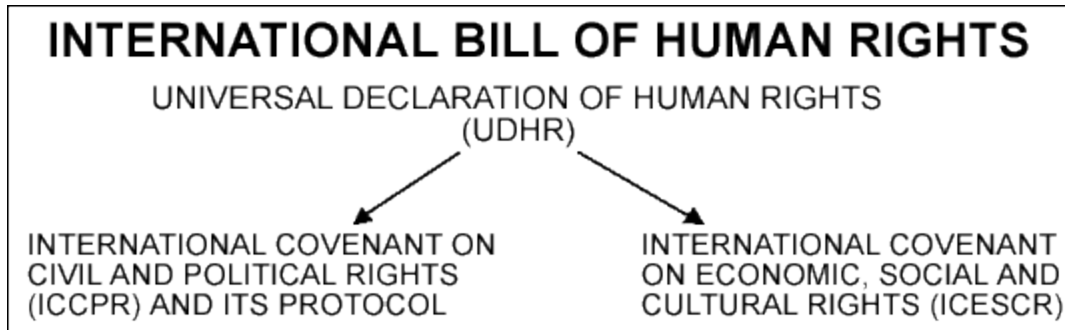 INTERNATIONAL BILL OF HUMAN RIGHTS
UNIVERSAL DECLARATION OF HUMAN RIGHTS
(UDHR)
INTERNATIONAL COVENANT ON
CIVIL AND POLITICAL RIGHTS
(ICCPR) AND ITS PROTOCOL
INTERNATIONAL COVENANT
ON ECONOMIC, SOCIAL AND
CULTURAL RIGHTS (ICESCR)